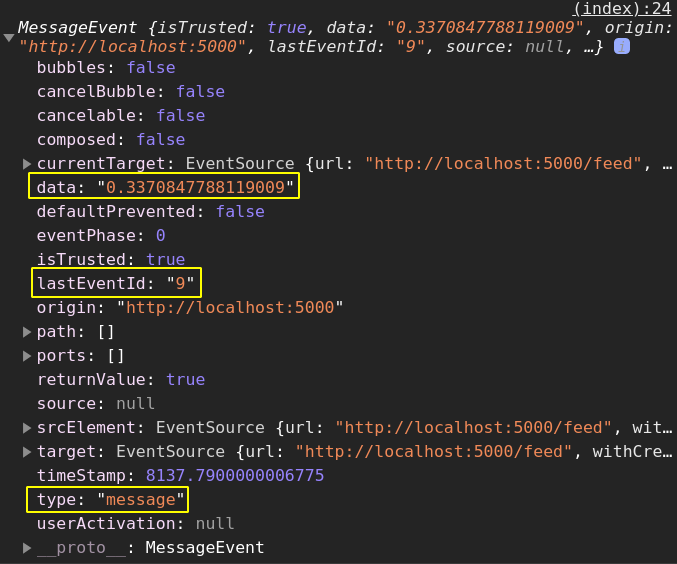 (index):24
MessageEvent {isTrusted: true, data: "0.3370847788119009", origin:
"http://localhost:5000", lastEventId: "9", source: null, …} i
bubbles: false
cancelBubble: false
cancelable: false
composed: false
currentTarget: EventSource {url: "http://localhost:5000/feed", …
data: "0.3370847788119009"
defaultPrevented: false
eventPhase: 0
isTrusted: true
lastEventId: "9"
origin: "http://localhost:5000"
path: []
ports: []
returnValue: true
source: null
srcElement: EventSource {url: "http://localhost:5000/feed", wit…
target: EventSource {url: "http://localhost:5000/feed", withCre…
timeStamp: 8137.7900000006775
type: "message"
userActivation: null
__proto__: MessageEvent